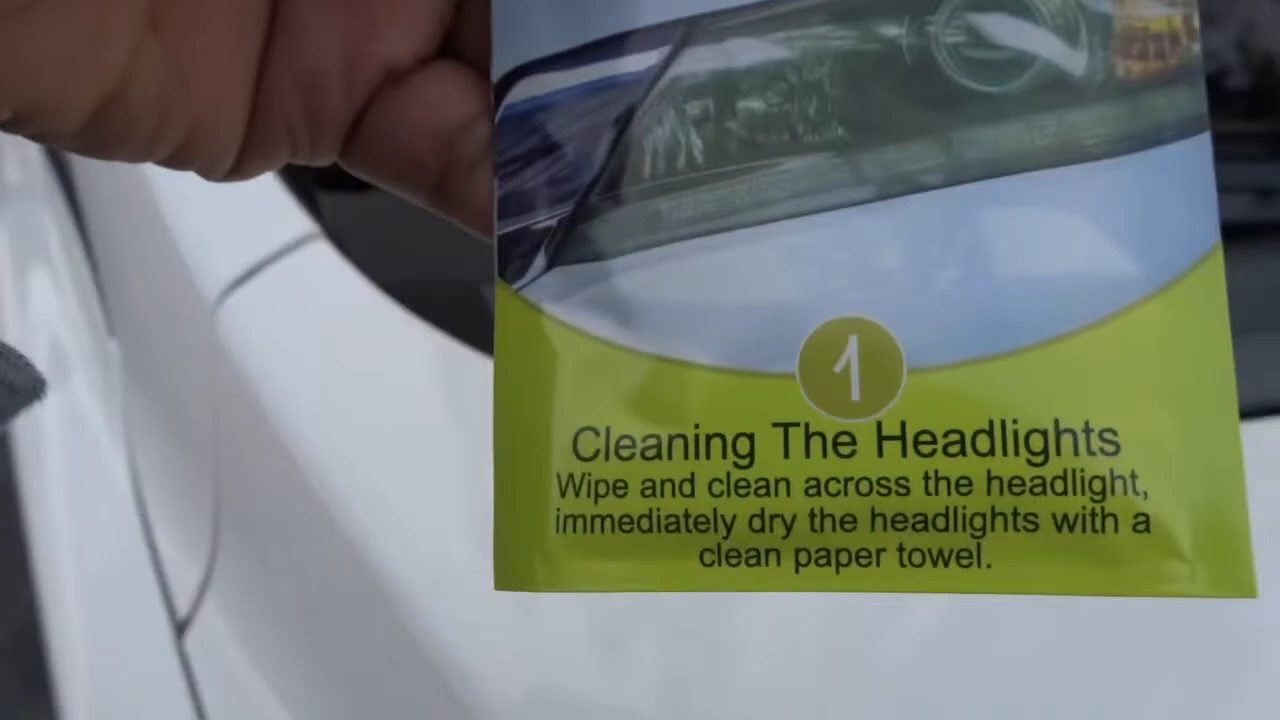 1
Cleaning The Headlights
Wipe and clean across the headlight,
immediately dry the headlights with a
clean paper towel.